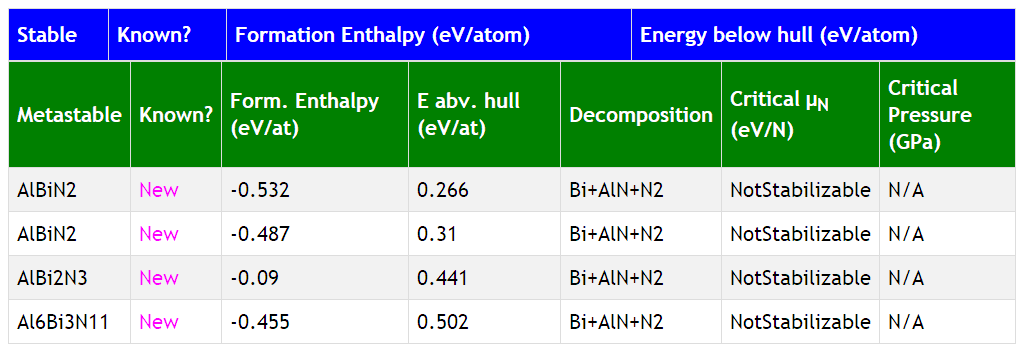 Stable Known? Formation Enthalpy (eV/atom) Energy below hull (eV/atom)
Metastable Known? Form. Enthalpy (eV/at) E abv. hull (eV/at) Decomposition Critical μN (eV/N) Critical Pressure (GPa)
AlBiN2 New -0.532 0.266 Bi+AlN+N2 NotStabilizable N/A
AlBiN2 New -0.487 0.31 Bi+AlN+N2 NotStabilizable N/A
AlBi2N3 New -0.09 0.441 Bi+AlN+N2 NotStabilizable N/A
Al6Bi3N11 New -0.455 0.502 Bi+AlN+N2 NotStabilizable N/A